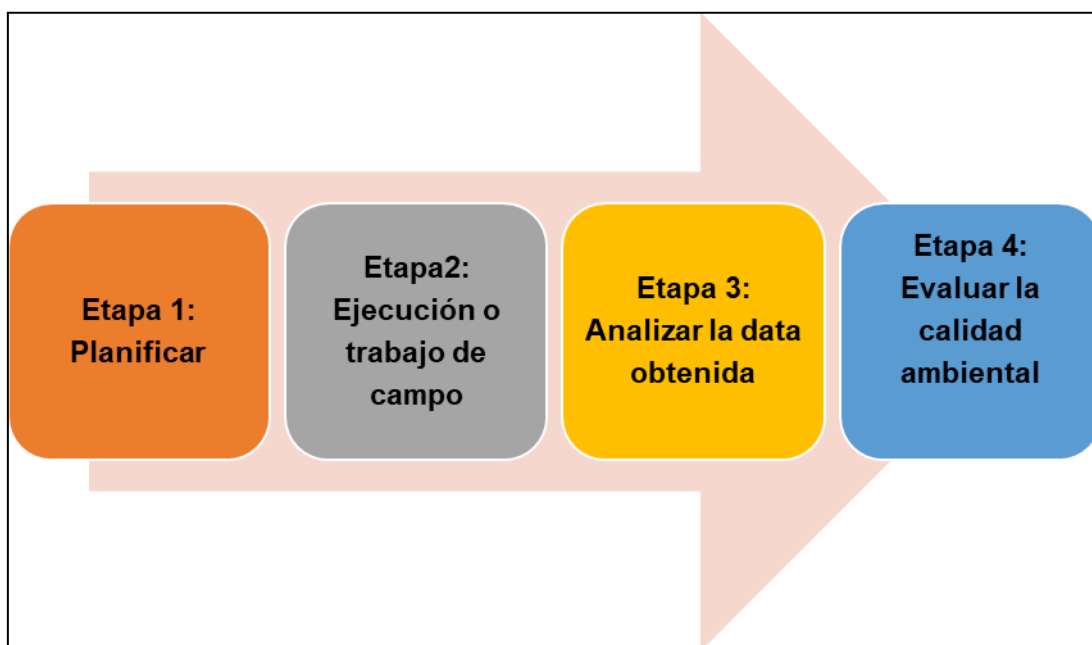 Etapa 1:
Planificar
Etapa2:
Ejecución o
trabajo de
campo
Etapa 3:
Analizar la data
obtenida
Etapa 4:
Evaluar la
calidad
ambiental